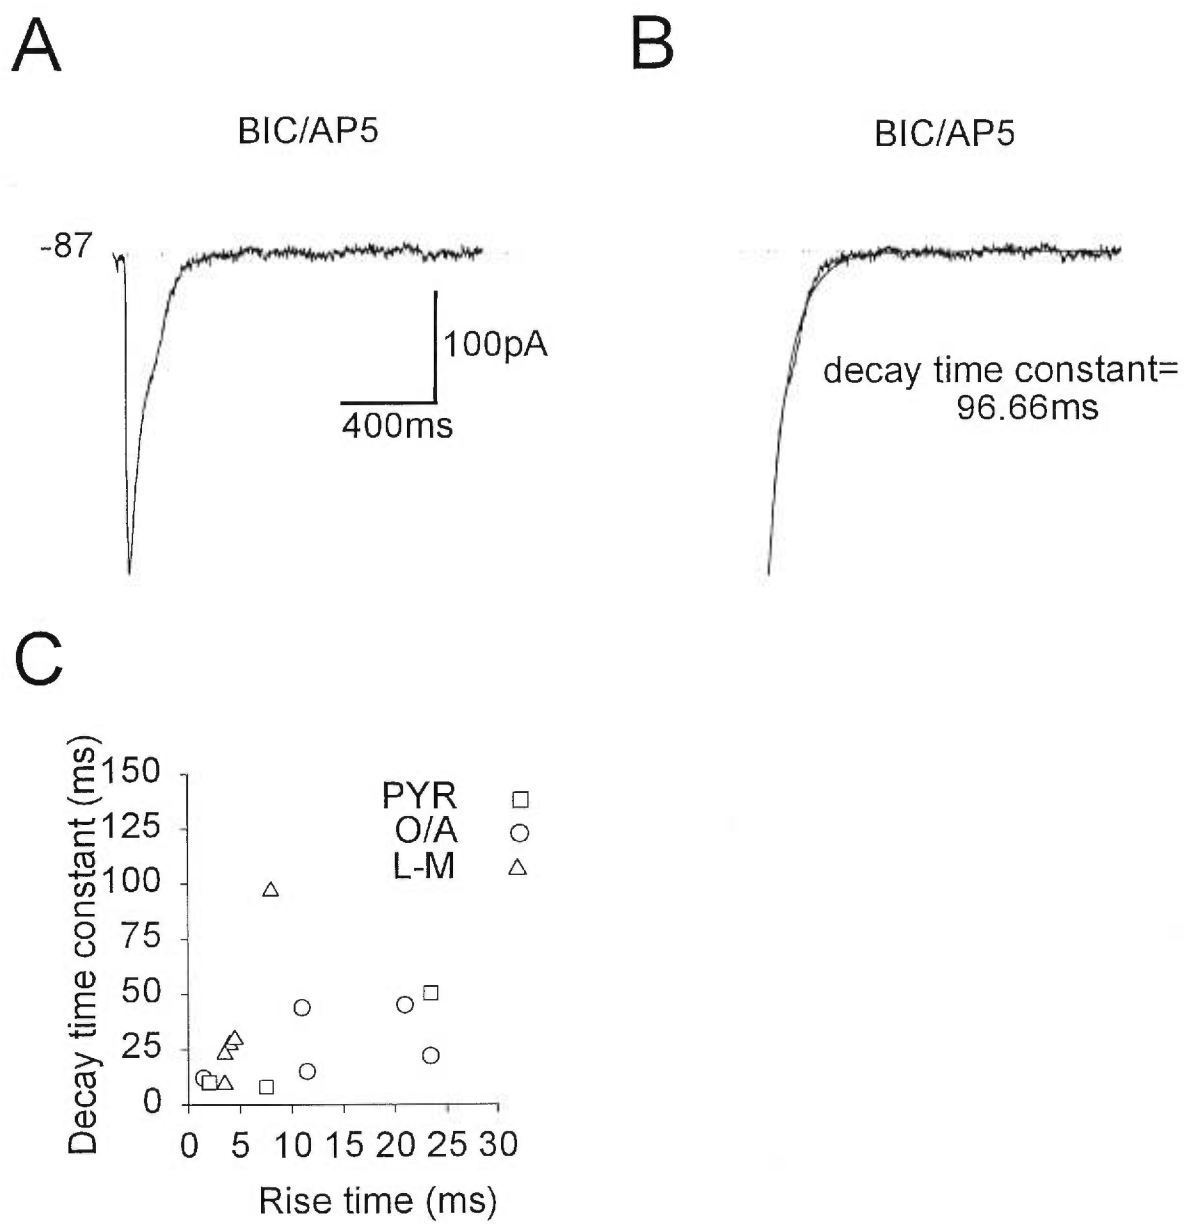 A
B
BIC/AP5
BIC/AP5
-87
100pA
400ms
decay time constant=
96.66ms
C
Decay time constant (ms)
150
125
100
75
50
25
0
PYR
O/A
L-M
0 5 10 15 20 25 30
Rise time (ms)